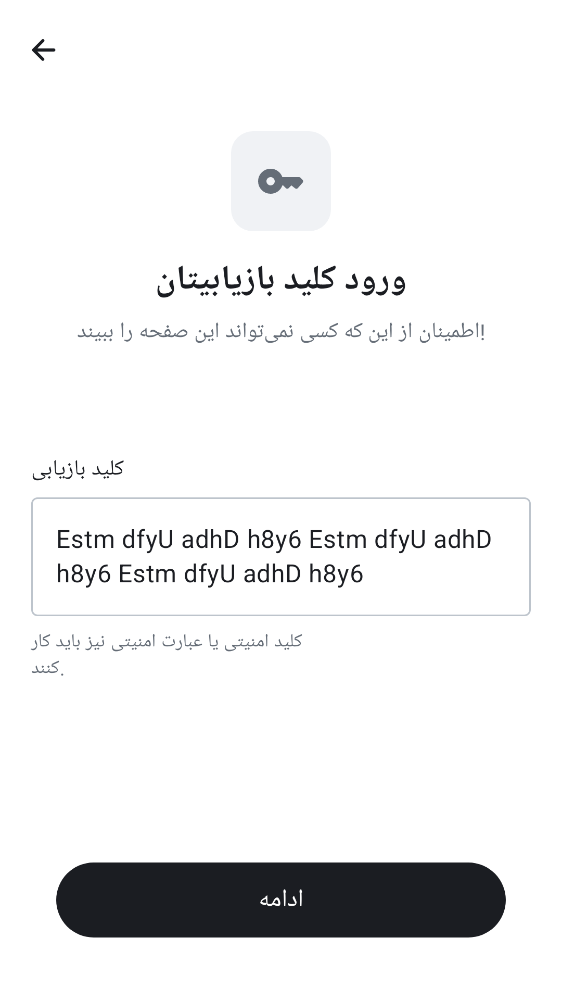 ورود کلید بازیابیتان
اطمینان از این که کسی نمی‌تواند این صفحه را ببیند!
کلید بازیابی
Estm dfyU adhD h8y6 Estm dfyU adhD
h8y6 Estm dfyU adhD h8y6
کلید امنیتی یا عبارت امنیتی نیز باید کار
کنند.
ادامه